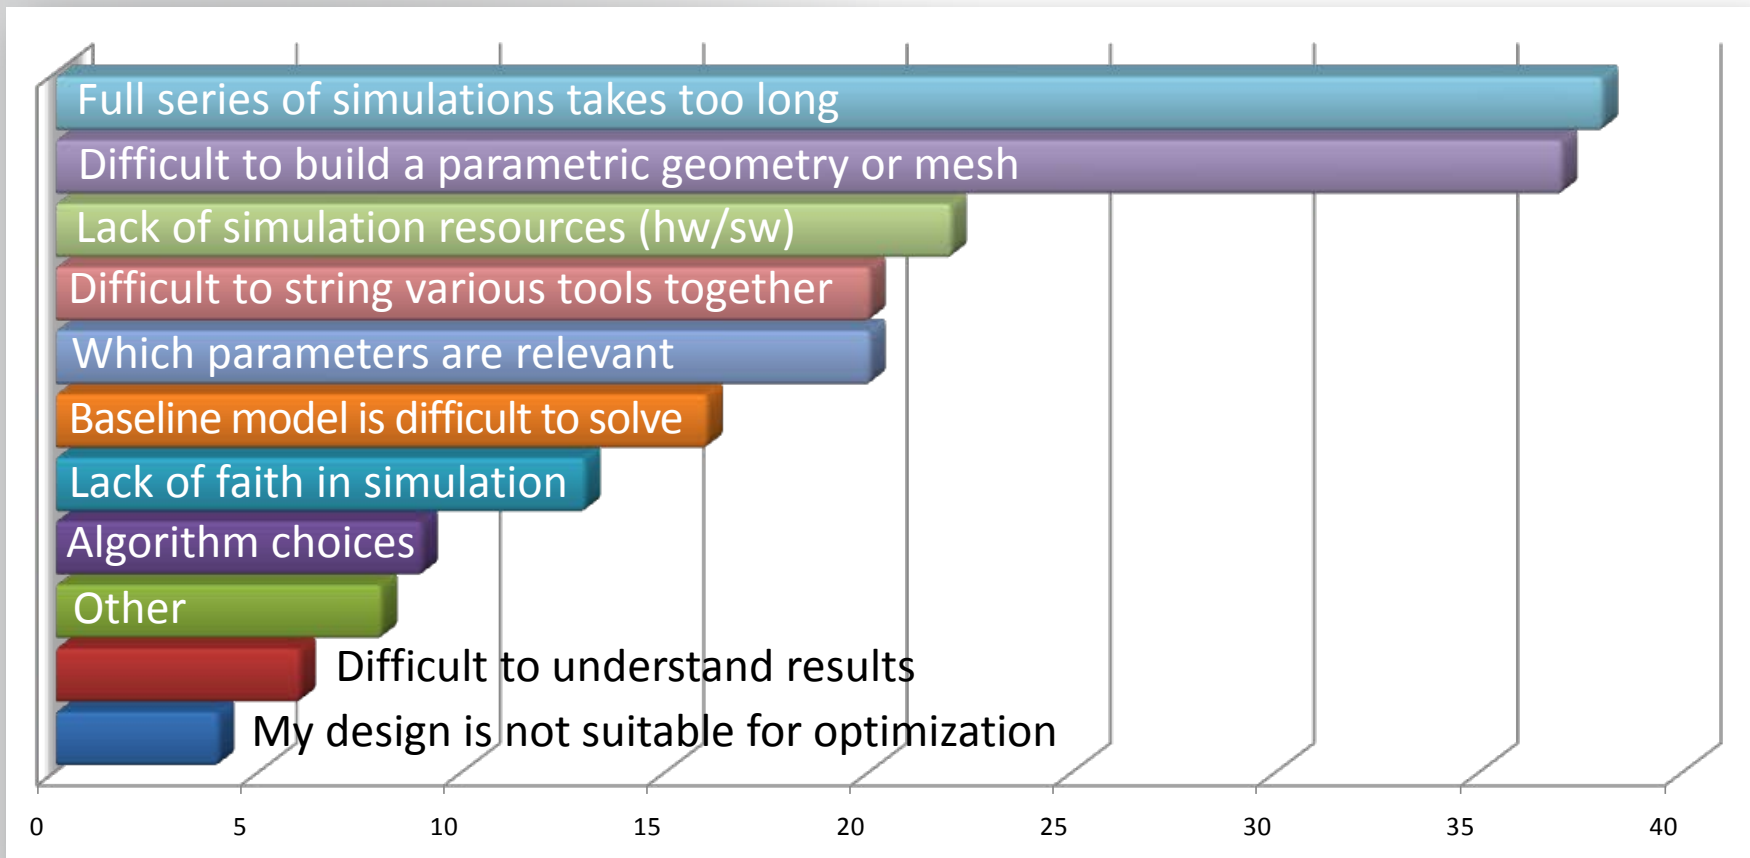 Full series of simulations takes too long
Difficult to build a parametric geometry or mesh
Lack of simulation resources (hw/sw)
Difficult to string various tools together
Which parameters are relevant
Baseline model is difficult to solve
Lack of faith in simulation
Algorithm choices
Other
Difficult to understand results
My design is not suitable for optimization
0 5 10 15 20 25 30 35 40